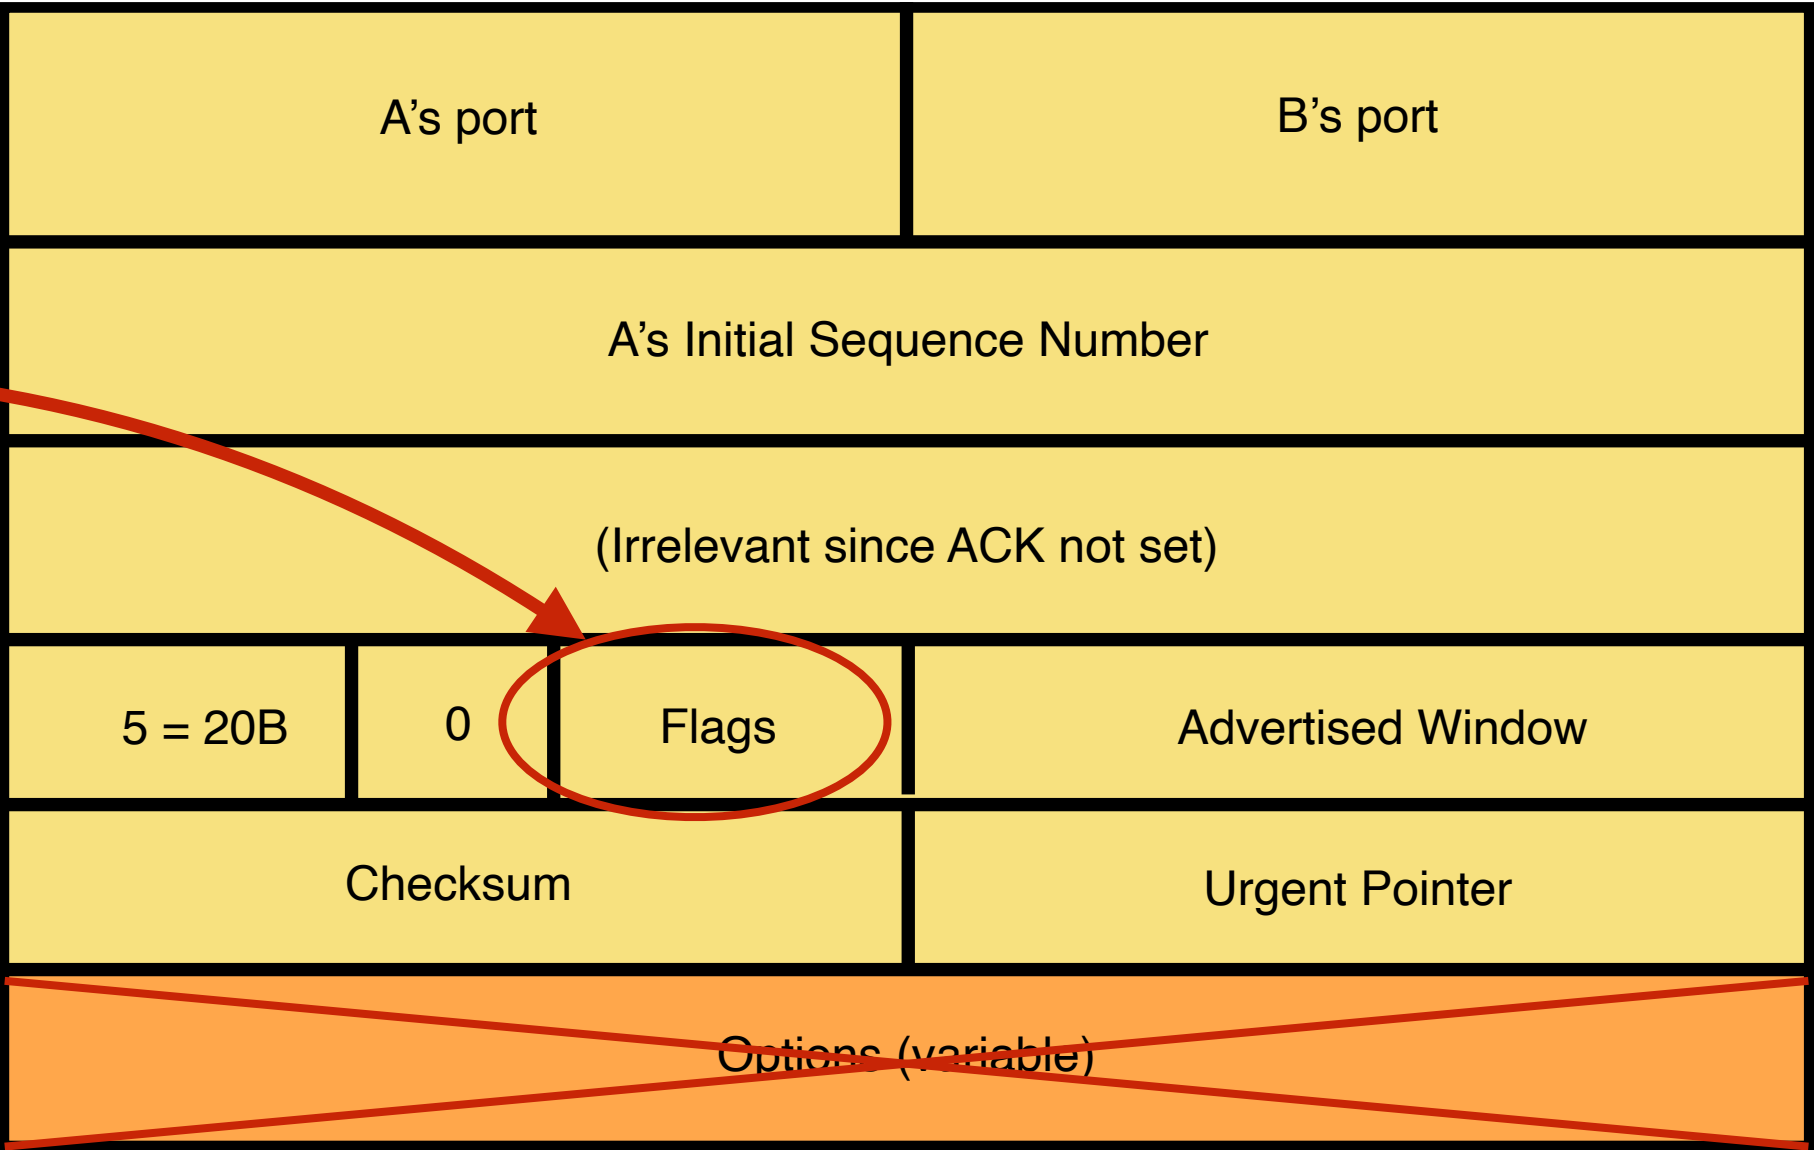 A’s port
B’s port
A’s Initial Sequence Number
(Irrelevant since ACK not set)
5 = 20B
0
Flags
Advertised Window
Checksum
Urgent Pointer
Options (variable)